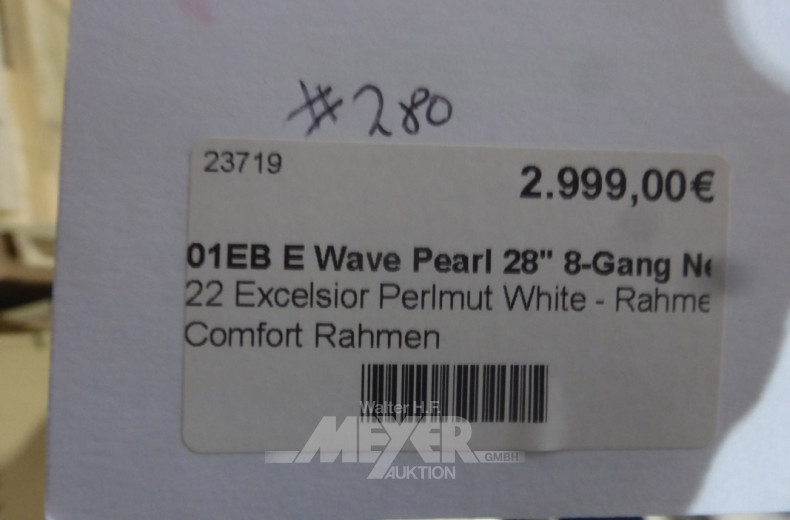 #280
23719
2.999,00€
01EB E Wave Pearl 28" 8-Gang Ne
22 Excelsior Perlmut White - Rahme
Comfort Rahmen
Walter H.F.
MEYER
GMBH
AUKTION